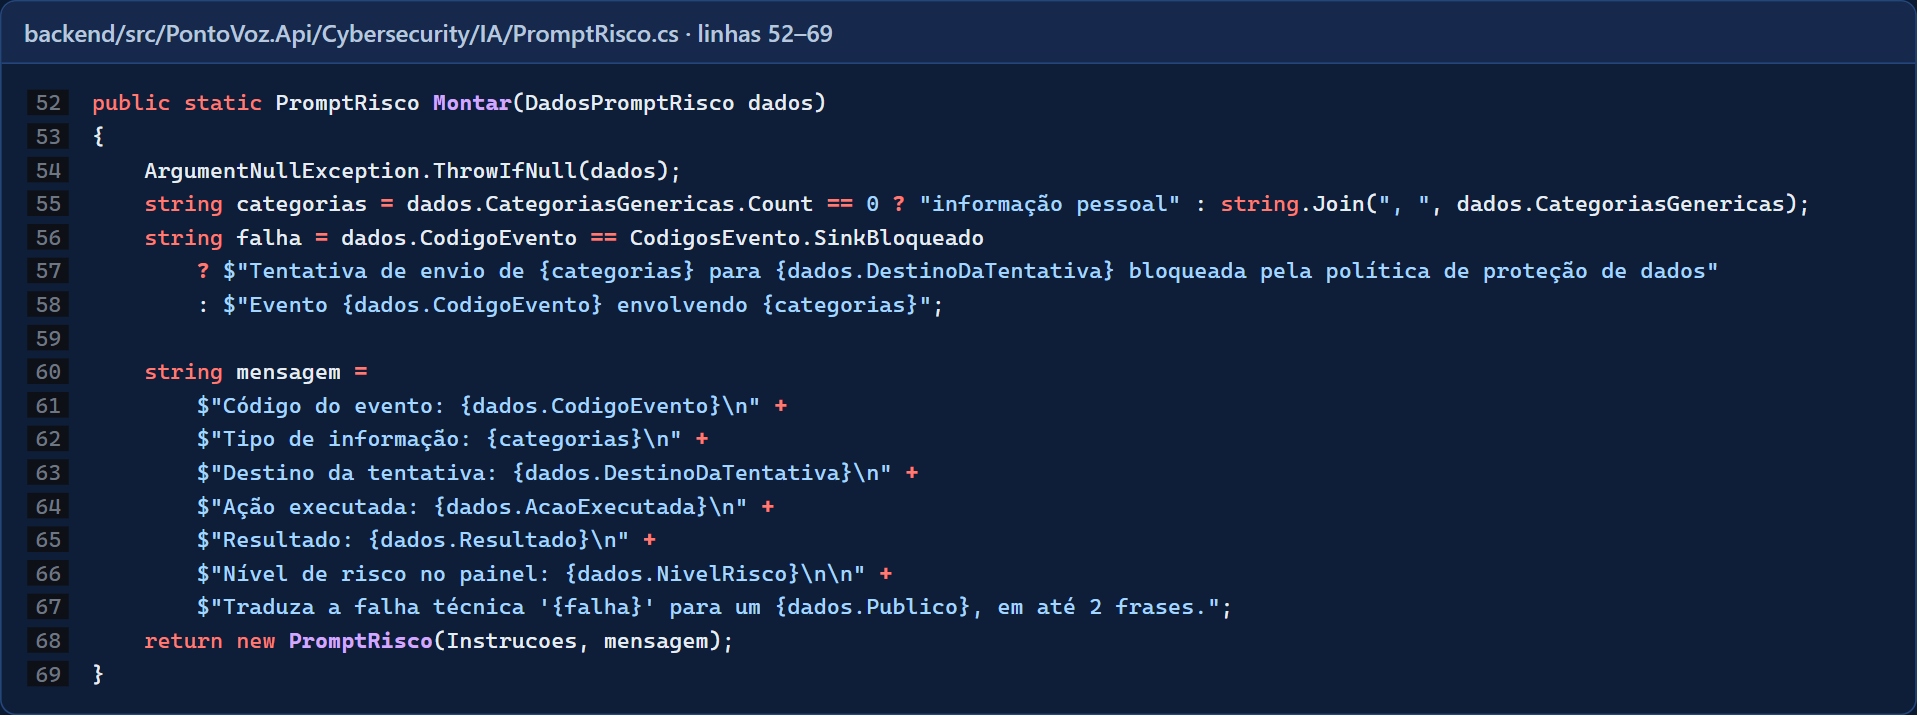 backend/src/PontoVoz.Api/Cybersecurity/IA/PromptRisco.cs · linhas 52–69
52 public static PromptRisco Montar(DadosPromptRisco dados)
53 {
54     ArgumentNullException.ThrowIfNull(dados);
55     string categorias = dados.CategoriasGenericas.Count == 0 ? "informação pessoal" : string.Join(", ", dados.CategoriasGenericas);
56     string falha = dados.CodigoEvento == CodigosEvento.SinkBloqueado
57         ? $"Tentativa de envio de {categorias} para {dados.DestinoDaTentativa} bloqueada pela política de proteção de dados"
58         : $"Evento {dados.CodigoEvento} envolvendo {categorias}";
59
60     string mensagem =
61         $"Código do evento: {dados.CodigoEvento}\n" +
62         $"Tipo de informação: {categorias}\n" +
63         $"Destino da tentativa: {dados.DestinoDaTentativa}\n" +
64         $"Ação executada: {dados.AcaoExecutada}\n" +
65         $"Resultado: {dados.Resultado}\n" +
66         $"Nível de risco no painel: {dados.NivelRisco}\n\n" +
67         $"Traduza a falha técnica '{falha}' para um {dados.Publico}, em até 2 frases.";
68     return new PromptRisco(Instrucoes, mensagem);
69 }